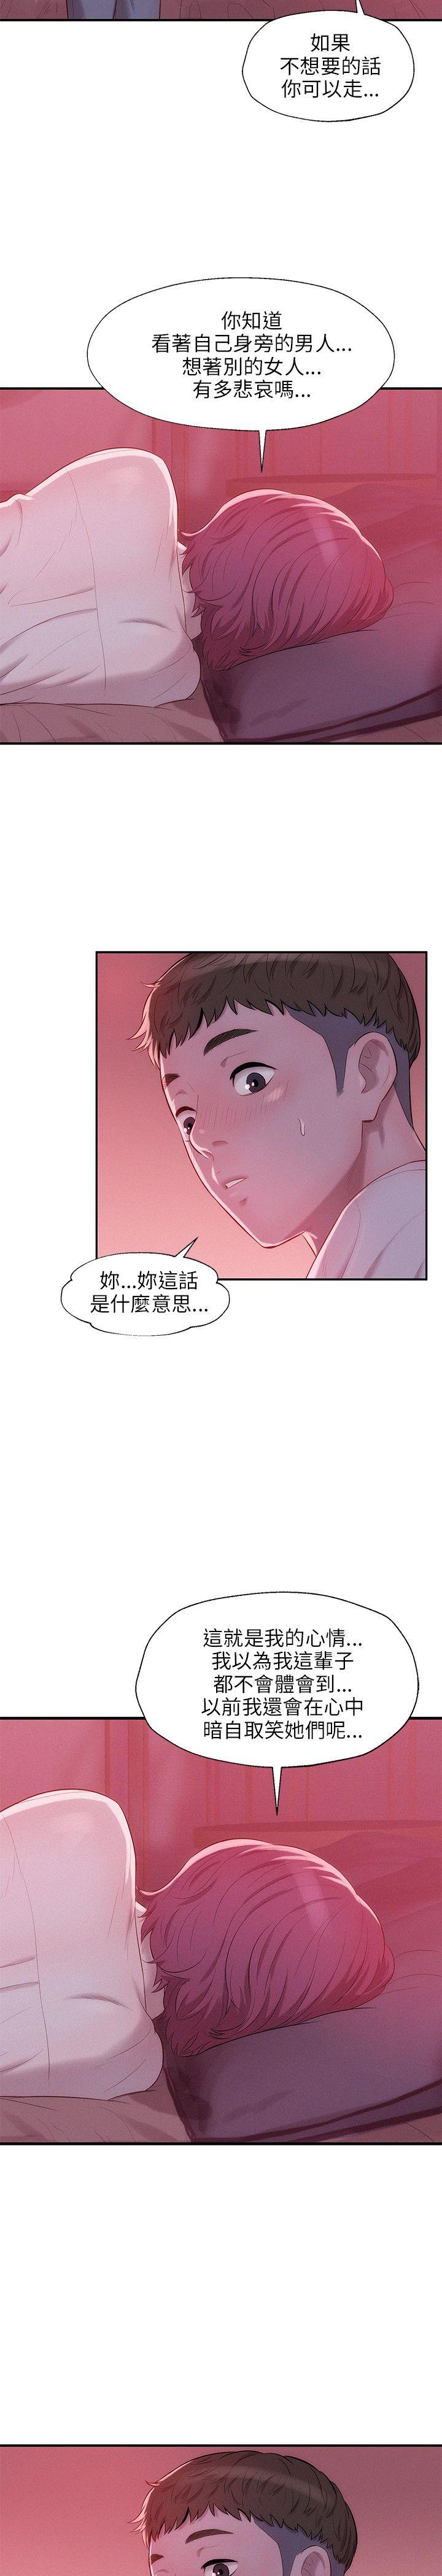 如果
不想要的話
你可以走...
你知道
看著自己身旁的男人...
想著別的女人...
有多悲哀嗎...
妳...妳這話
是什麼意思...
這就是我的心情...
我以為我這輩子
都不會體會到...
以前我還會在心中
暗自取笑她們呢...